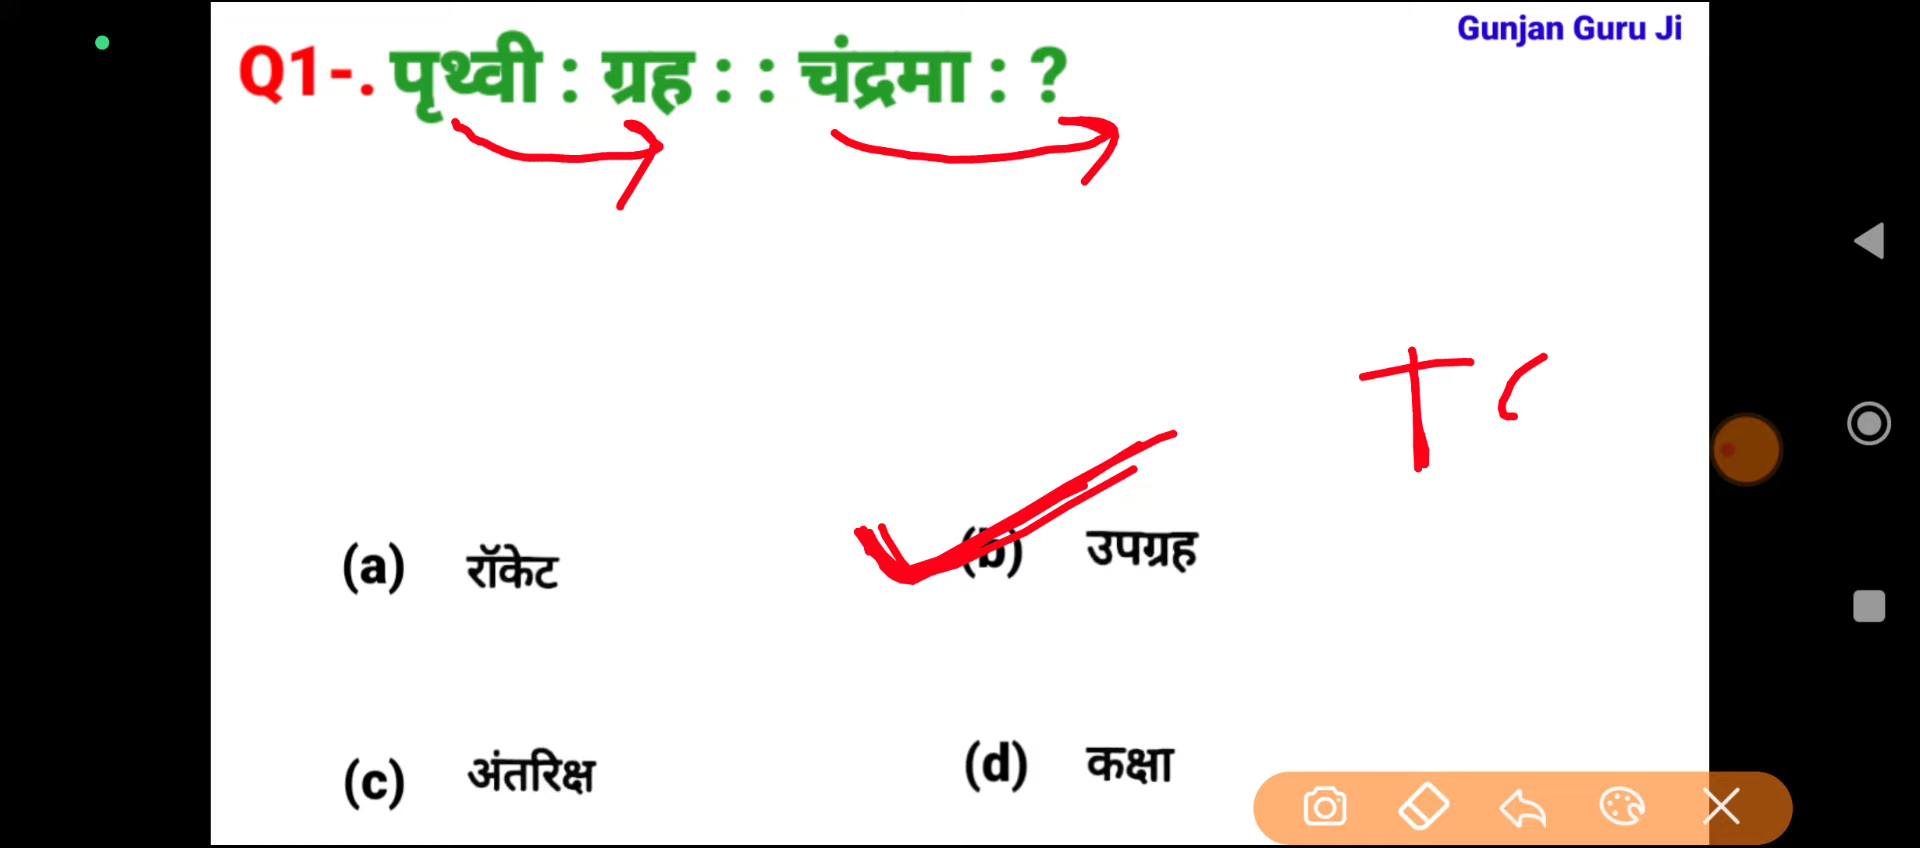 Gunjan Guru Ji
Q1-. पृथ्वी : ग्रह : : चंद्रमा : ?
T
(a) रॉकेट (b) उपग्रह
(c) अंतरिक्ष (d) कक्षा